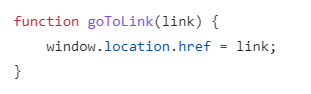 function goToLink(link) {
    window.location.href = link;
}